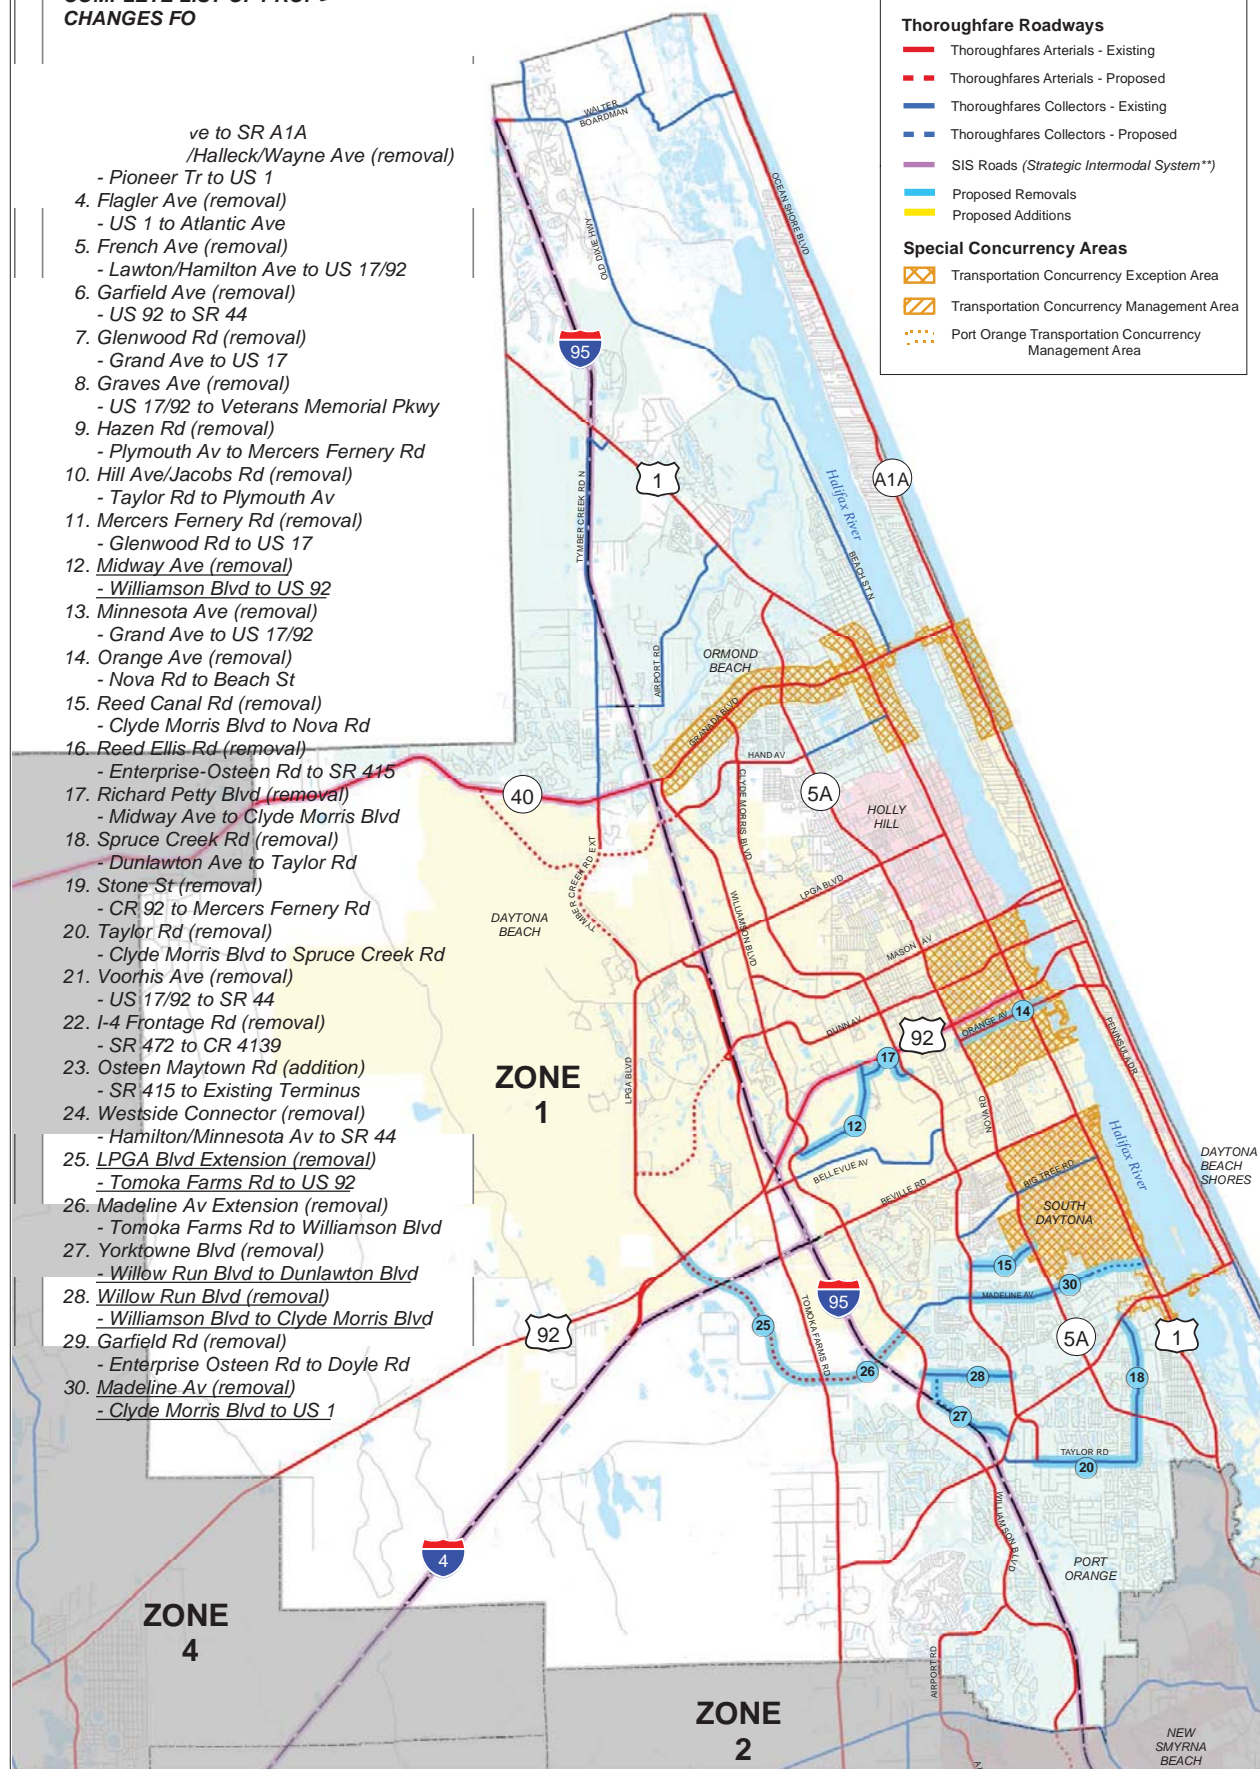 CHANGES FO
ve to SR A1A
/Halleck/Wayne Ave (removal)
- Pioneer Tr to US 1
4. Flagler Ave (removal)
- US 1 to Atlantic Ave
5. French Ave (removal)
- Lawton/Hamilton Ave to US 17/92
6. Garfield Ave (removal)
- US 92 to SR 44
7. Glenwood Rd (removal)
- Grand Ave to US 17
8. Graves Ave (removal)
- US 17/92 to Veterans Memorial Pkwy
9. Hazen Rd (removal)
- Plymouth Av to Mercers Fernery Rd
10. Hill Ave/Jacobs Rd (removal)
- Taylor Rd to Plymouth Av
11. Mercers Fernery Rd (removal)
- Glenwood Rd to US 17
12. Midway Ave (removal)
- Williamson Blvd to US 92
13. Minnesota Ave (removal)
- Grand Ave to US 17/92
14. Orange Ave (removal)
- Nova Rd to Beach St
15. Reed Canal Rd (removal)
- Clyde Morris Blvd to Nova Rd
16. Reed Ellis Rd (removal)
- Enterprise-Osteen Rd to SR 415
17. Richard Petty Blvd (removal)
- Midway Ave to Clyde Morris Blvd
18. Spruce Creek Rd (removal)
- Dunlawton Ave to Taylor Rd
19. Stone St (removal)
- CR 92 to Mercers Fernery Rd
20. Taylor Rd (removal)
- Clyde Morris Blvd to Spruce Creek Rd
21. Voorhis Ave (removal)
- US 17/92 to SR 44
22. I-4 Frontage Rd (removal)
- SR 472 to CR 4139
23. Osteen Maytown Rd (addition)
- SR 415 to Existing Terminus
24. Westside Connector (removal)
- Hamilton/Minnesota Av to SR 44
25. LPGA Blvd Extension (removal)
- Tomoka Farms Rd to US 92
26. Madeline Av Extension (removal)
- Tomoka Farms Rd to Williamson Blvd
27. Yorktowne Blvd (removal)
- Willow Run Blvd to Dunlawton Blvd
28. Willow Run Blvd (removal)
- Williamson Blvd to Clyde Morris Blvd
29. Garfield Rd (removal)
- Enterprise Osteen Rd to Doyle Rd
30. Madeline Av (removal)
- Clyde Morris Blvd to US 1
Thoroughfare Roadways
Thoroughfares Arterials - Existing
Thoroughfares Arterials - Proposed
Thoroughfares Collectors - Existing
Thoroughfares Collectors - Proposed
SIS Roads (Strategic Intermodal System**)
Proposed Removals
Proposed Additions
Special Concurrency Areas
Transportation Concurrency Exception Area
Transportation Concurrency Management Area
Port Orange Transportation Concurrency
Management Area
WALTER
BOARDMAN
OCEAN SHORE BLVD
OLD DIXIE HWY
95
1
A1A
Halifax River
TYMBER CREEK RD N
BEACH ST N
AIRPORT RD
ORMOND
BEACH
GRANADA BLVD
HAND AV
40
CLYDE MORRIS BLVD
5A
HOLLY
HILL
TYMBER CREEK RD EXT
LPGA BLVD
DAYTONA
BEACH
WILLIAMSON BLVD
MASON AV
DUNN AV
92
ORANGE AV
14
PENINSULA DR
17
ZONE
1
LPGA BLVD
NOVA RD
12
Halifax River
DAYTONA
BEACH
SHORES
BELLEVUE AV
BIG TREE RD
BEVILLE RD
SOUTH
DAYTONA
15
30
MADELINE AV
95
TOMOKA FARMS RD
25
92
5A
1
26
28
18
27
TAYLOR RD
20
WILLIAMSON BLVD
4
PORT
ORANGE
ZONE
4
AIRPORT RD
ZONE
2
NEW
SMYRNA
BEACH